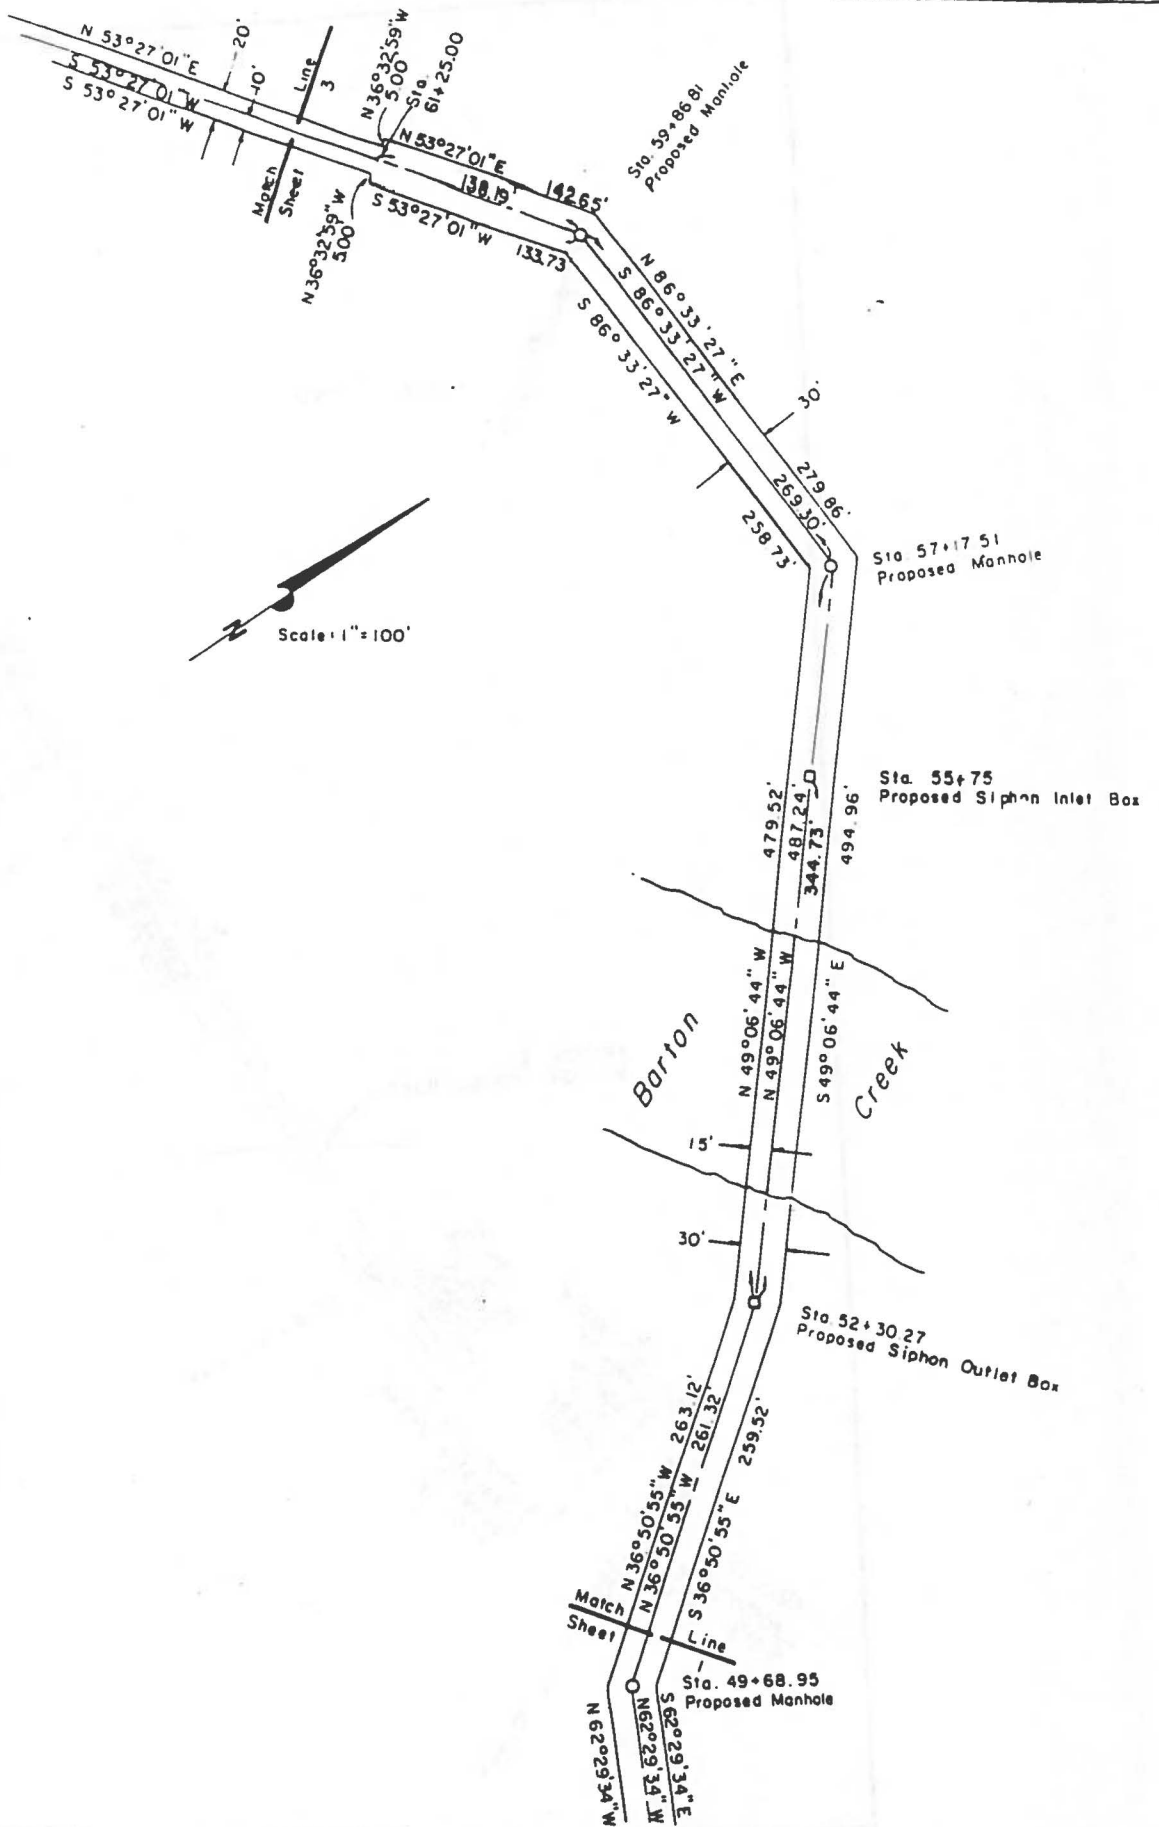 N 53°27'01"E
S 53°27'01"W
S 53°27'01"W
20'
10'
Match Line
Sheet 3
N36°32'59"W
5.00'
Sta.
61+25.00
N36°32'59"W
5.00'
N 53°27'01"E
142.65'
138.19'
S 53°27'01"W
133.73
Sta. 59+86.81
Proposed Manhole
N 86°33'27"E
S 86°33'27"W
S 86°33'27"W
30'
279.86'
269.30'
258.73'
Sta. 57+17.51
Proposed Manhole
N
Scale: 1"=100'
Sta. 55+75
Proposed Siphon Inlet Box
479.52'
487.24'
344.73'
494.96'
N 49°06'44" W
N 49°06'44" W
S 49°06'44" E
Barton
Creek
15'
30'
Sta. 52+30.27
Proposed Siphon Outlet Box
N 36°50'55" W 263.12'
N 36°50'55" W 261.32'
S 36°50'55" E 259.52'
Match Line
Sheet 1
Sta. 49+68.95
Proposed Manhole
N 62°29'34" W
N62°29'34" W
S 62°29'34" E